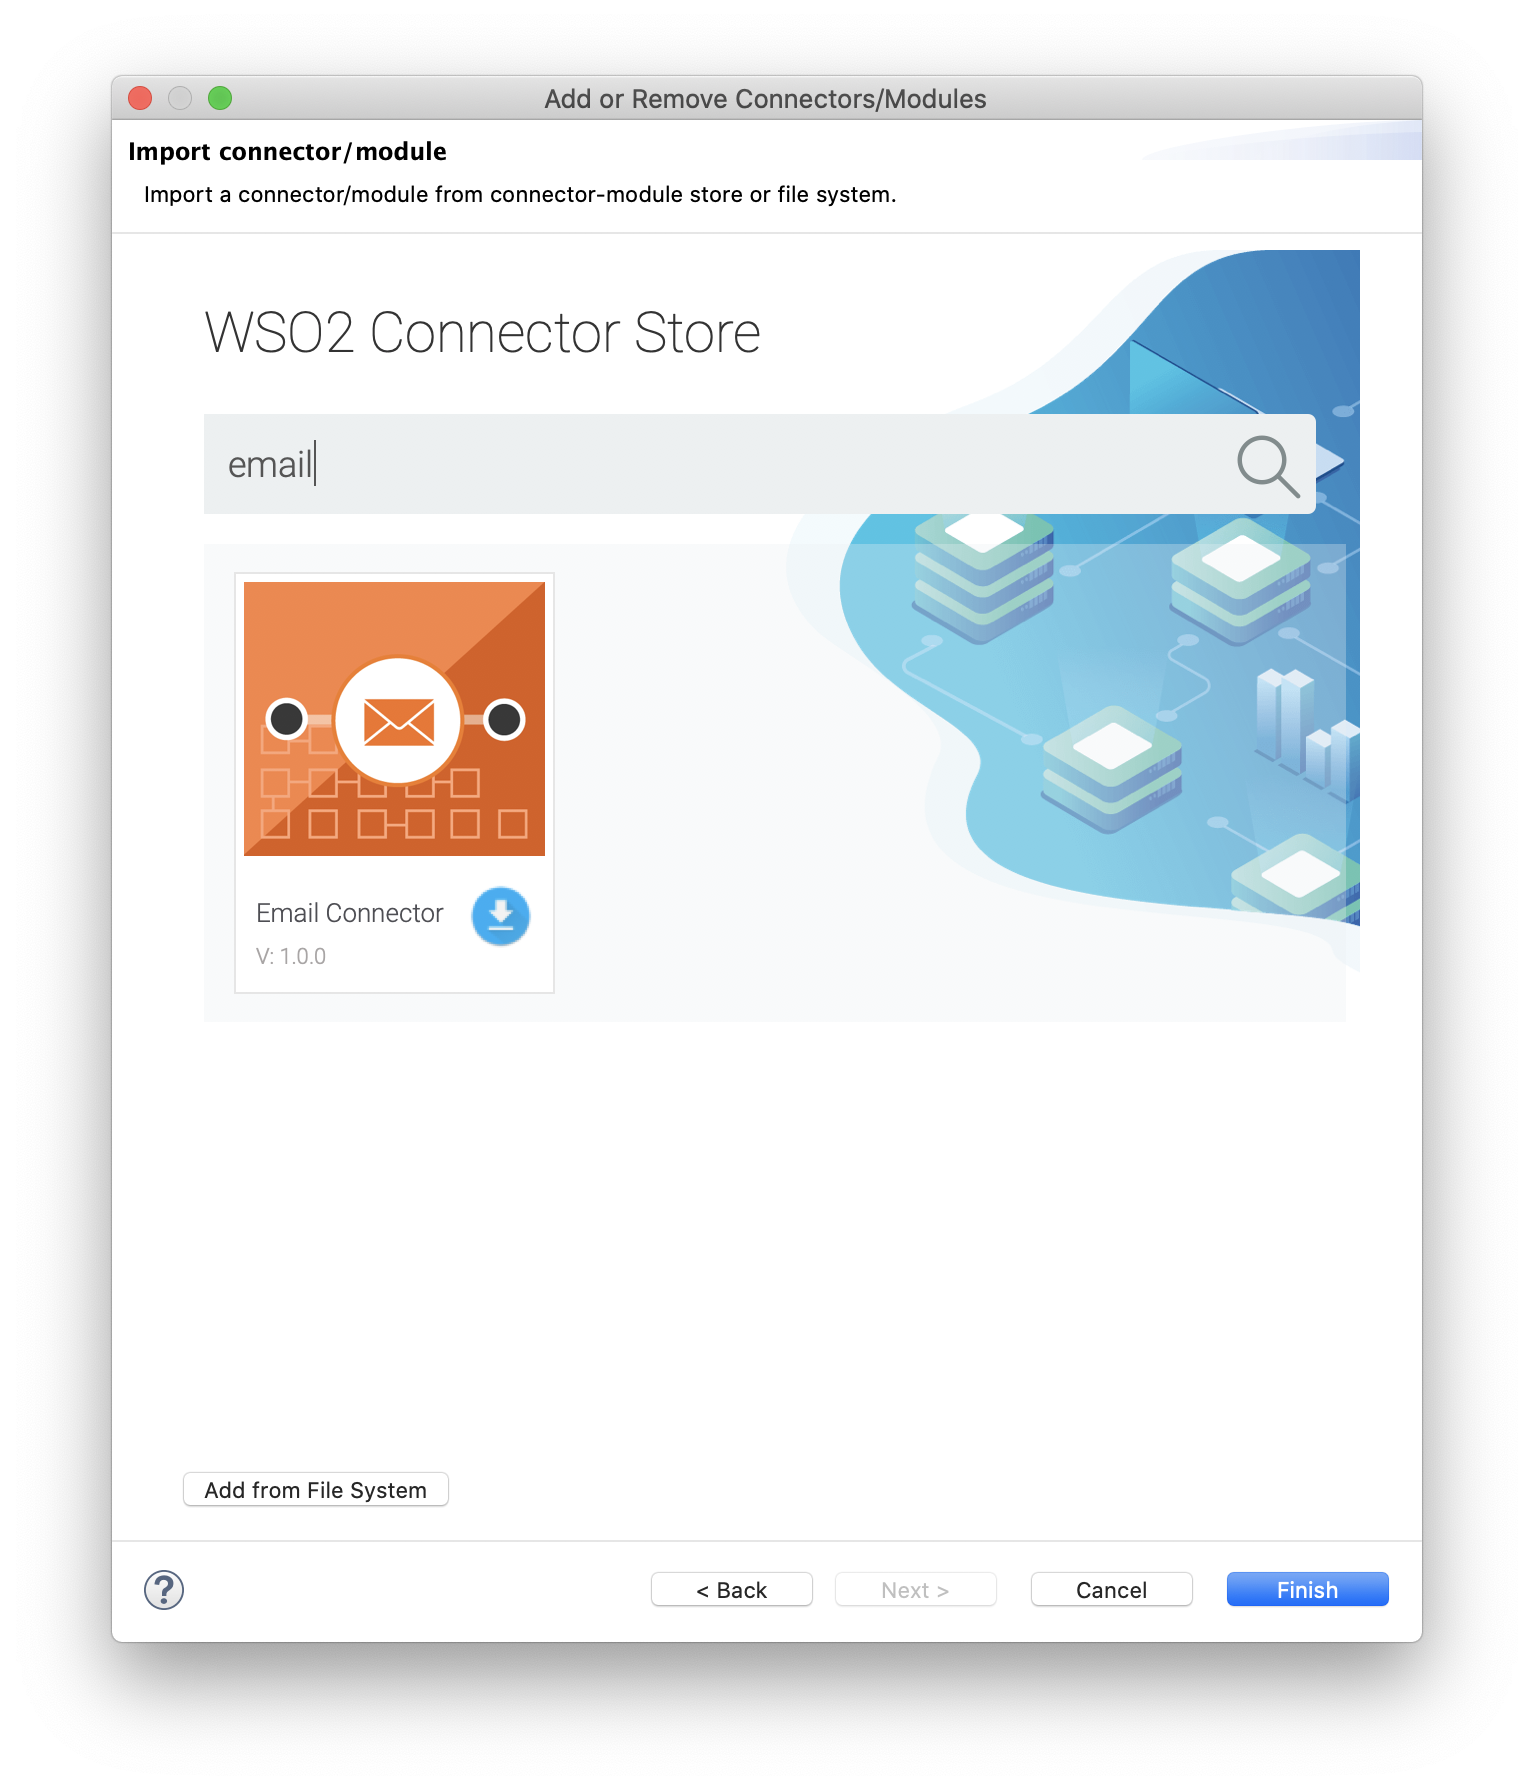 Add or Remove Connectors/Modules
Import connector/module
Import a connector/module from connector-module store or file system.
WSO2 Connector Store
email
Email Connector
V: 1.0.0
Add from File System
?
< Back
Next >
Cancel
Finish